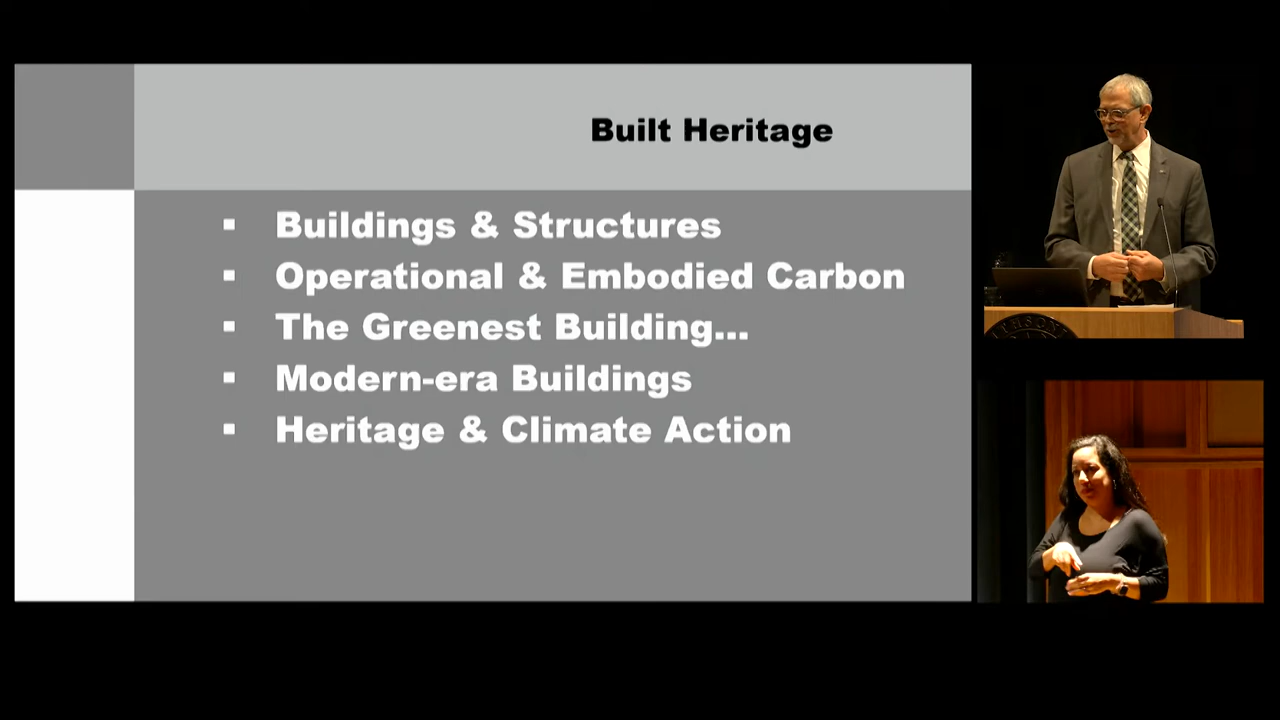 Built Heritage
Buildings & Structures
Operational & Embodied Carbon
The Greenest Building...
Modern-era Buildings
Heritage & Climate Action